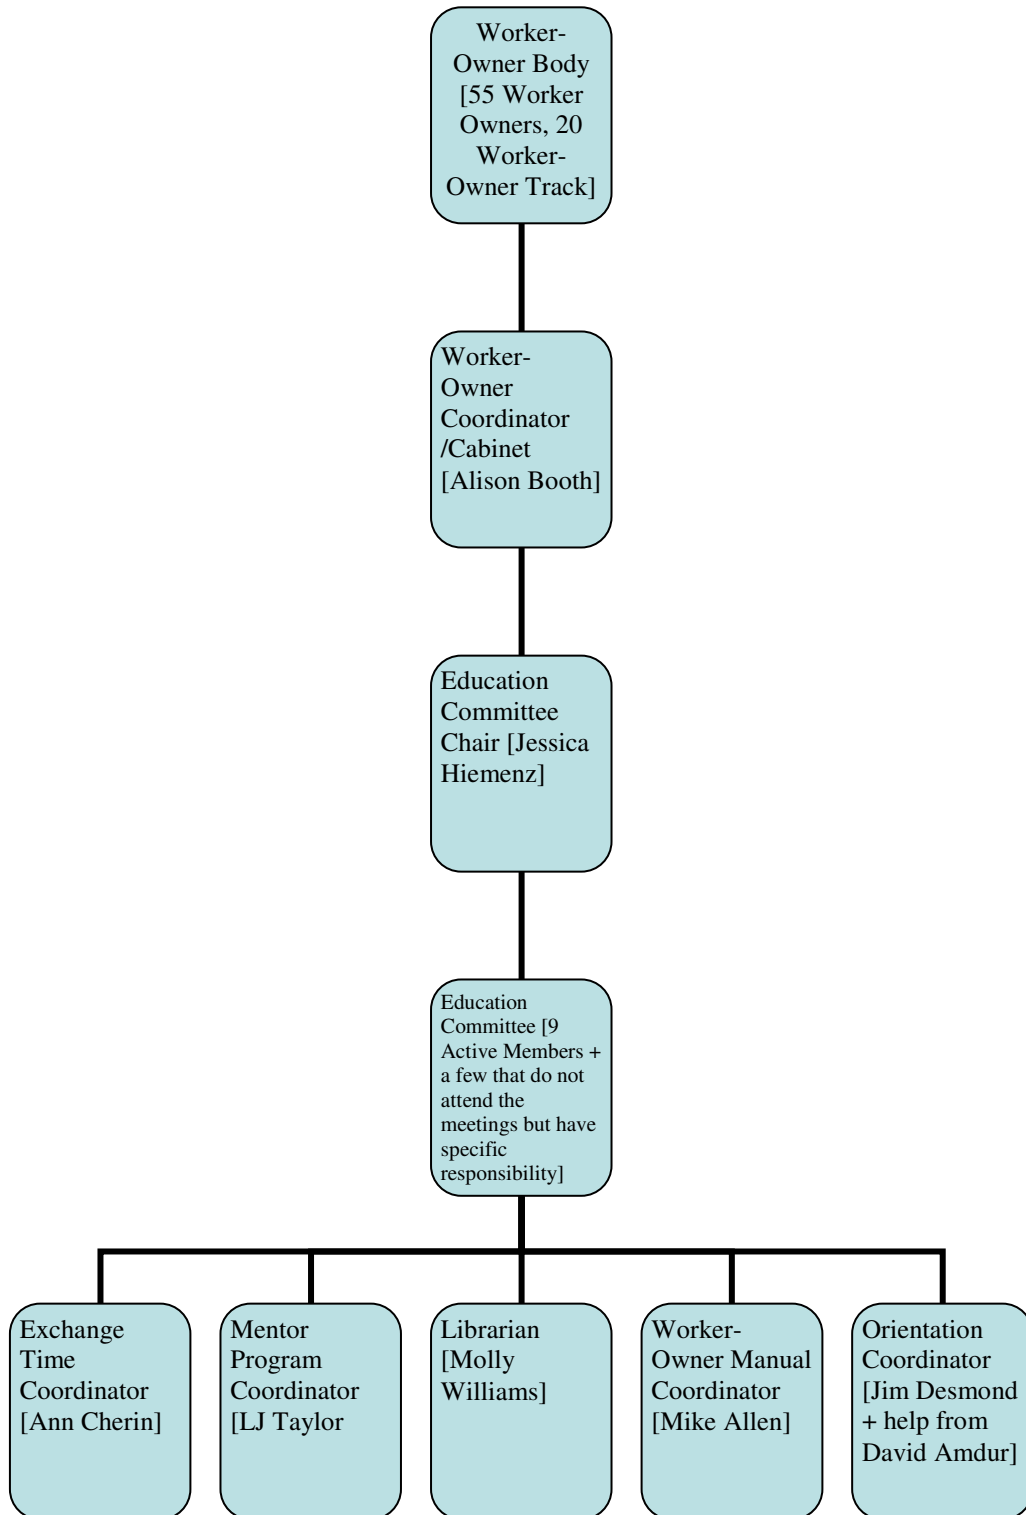 Worker-
Owner Body
[55 Worker
Owners, 20
Worker-
Owner Track]
Worker-
Owner
Coordinator
/Cabinet
[Alison Booth]
Education
Committee
Chair [Jessica
Hiemenz]
Education
Committee [9
Active Members +
a few that do not
attend the
meetings but have
specific
responsibility]
Exchange
Time
Coordinator
[Ann Cherin]
Mentor
Program
Coordinator
[LJ Taylor
Librarian
[Molly
Williams]
Worker-
Owner Manual
Coordinator
[Mike Allen]
Orientation
Coordinator
[Jim Desmond
+ help from
David Amdur]